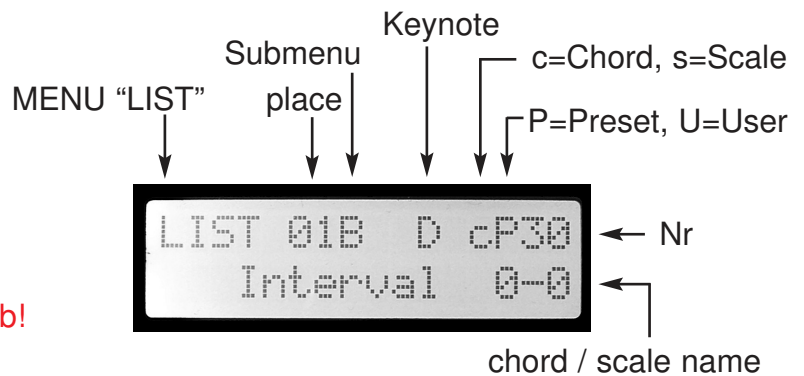 Keynote
Submenu
c=Chord, s=Scale
MENU “LIST”
place
P=Preset, U=User
LIST 01B D cP30
Nr
Interval 0-0
b!
chord / scale name